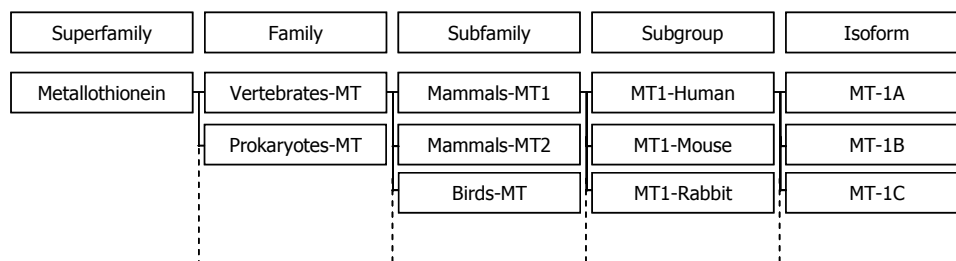 Superfamily Family Subfamily Subgroup Isoform
Metallothionein Vertebrates-MT Mammals-MT1 MT1-Human MT-1A
Prokaryotes-MT Mammals-MT2 MT1-Mouse MT-1B
Birds-MT MT1-Rabbit MT-1C